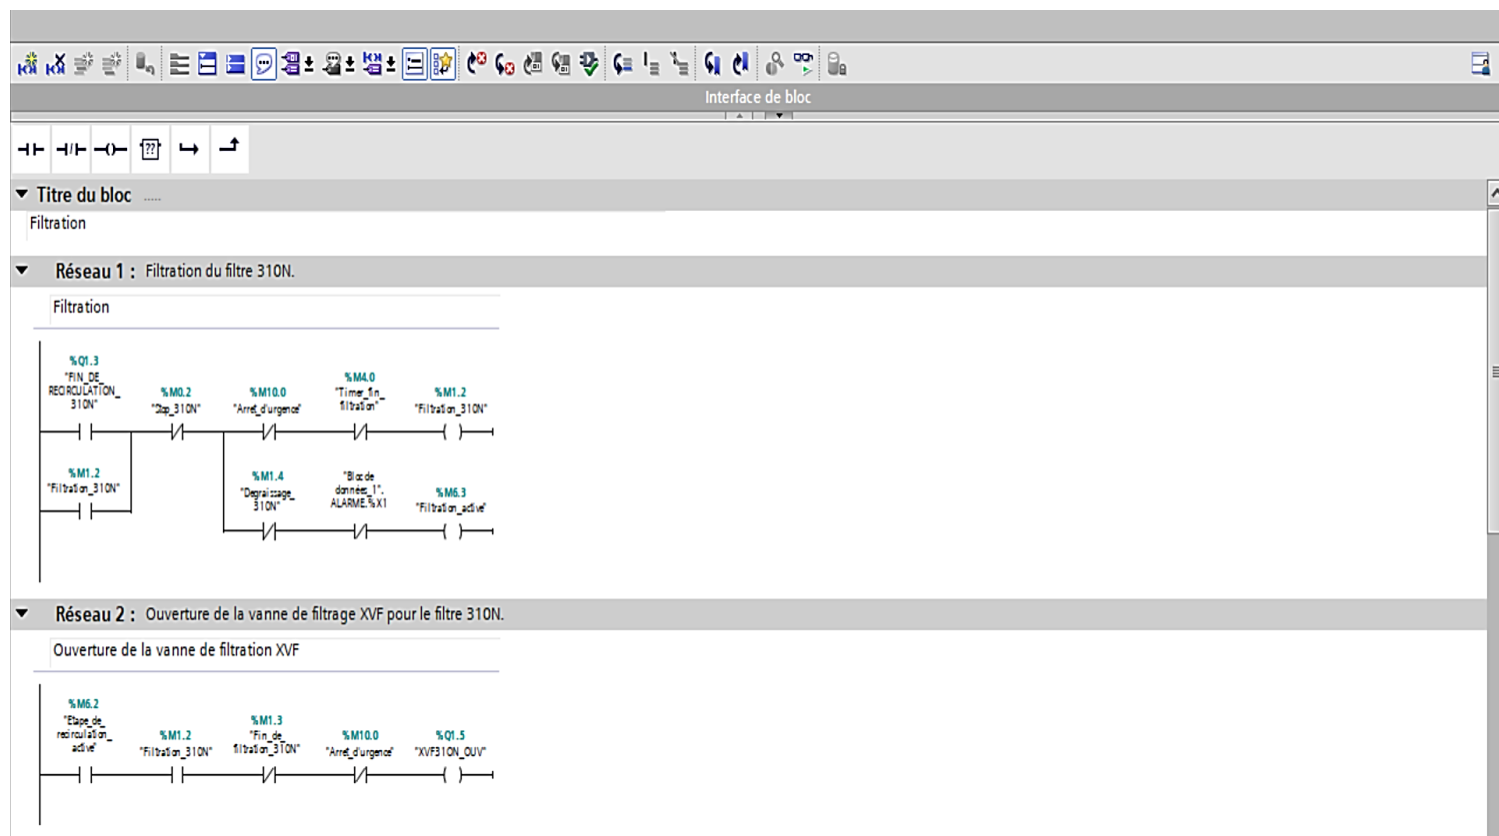 Interface de bloc
??
Titre du bloc .....
Filtration
Réseau 1 : Filtration du filtre 310N.
Filtration
%Q1.3
"FIN_DE_
RECIRCULATION_
310N"
%M0.2
"Stop_310N"
%M10.0
"Arret_d'urgence"
%M4.0
"Timer_fin_
filtration"
%M1.2
"Filtration_310N"
%M1.2
"Filtration_310N"
%M1.4
"Degraissage_
310N"
"Bloc de
données_1".
ALARME.%X1
%M6.3
"Filtration_active"
Réseau 2 : Ouverture de la vanne de filtrage XVF pour le filtre 310N.
Ouverture de la vanne de filtration XVF
%M6.2
"Etape_de_
recirculation_
active"
%M1.2
"Filtration_310N"
%M1.3
"Fin_de_
filtration_310N"
%M10.0
"Arret_d'urgence"
%Q1.5
"XVF310N_OUV"